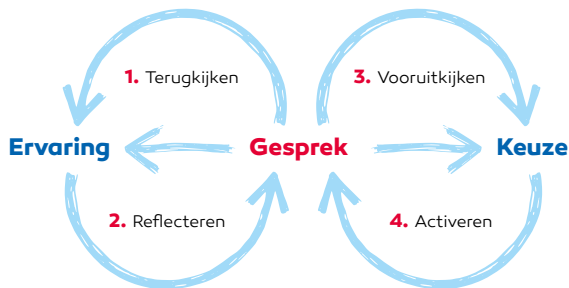 1. Terugkijken
3. Vooruitkijken
Ervaring
Gesprek
Keuze
2. Reflecteren
4. Activeren